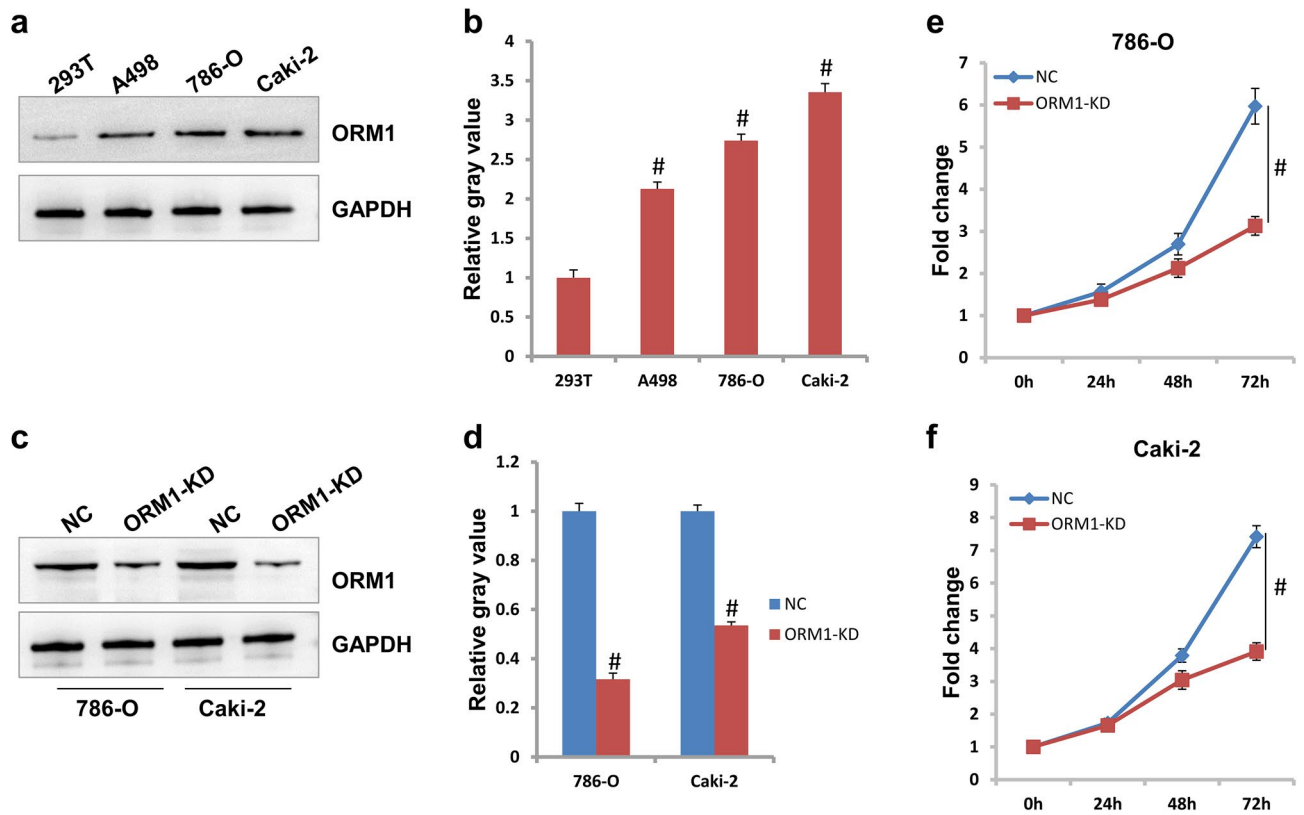 a
293T A498 786-O Caki-2
ORM1
GAPDH
b
Relative gray value
4
3.5
3
2.5
2
1.5
1
0.5
0
# # #
293T A498 786-O Caki-2
c
NC ORM1-KD NC ORM1-KD
ORM1
GAPDH
786-O Caki-2
d
Relative gray value
1.2
1
0.8
0.6
0.4
0.2
0
# #
NC
ORM1-KD
786-O Caki-2
e
786-O
Fold change
7
6
5
4
3
2
1
0
NC
ORM1-KD
#
0h 24h 48h 72h
f
Caki-2
Fold change
9
8
7
6
5
4
3
2
1
0
NC
ORM1-KD
#
0h 24h 48h 72h